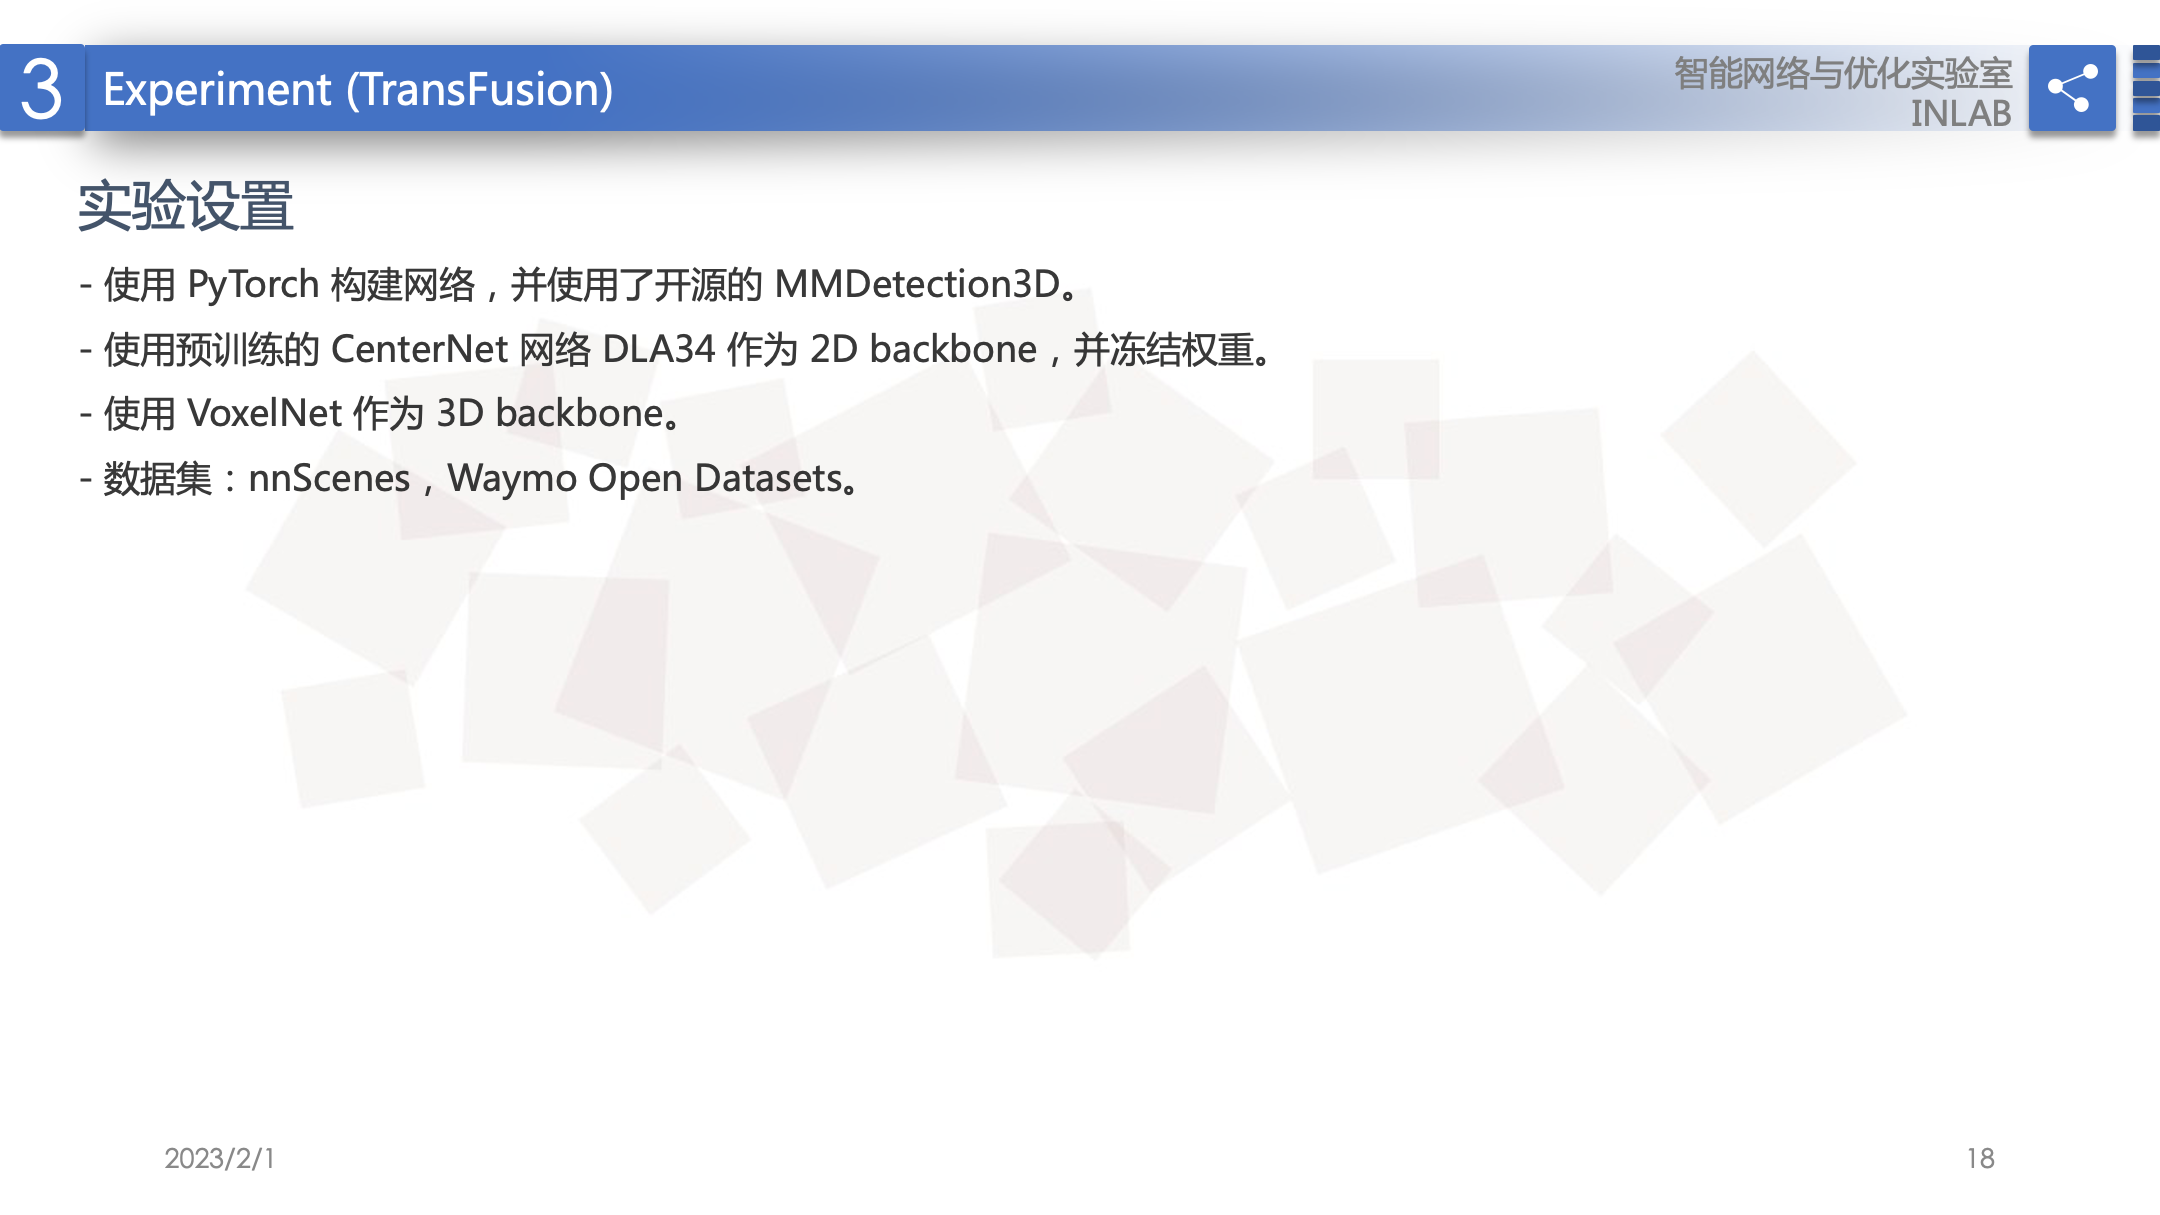 3
Experiment (TransFusion)
智能网络与优化实验室
INLAB
实验设置
- 使用 PyTorch 构建网络，并使用了开源的 MMDetection3D。
- 使用预训练的 CenterNet 网络 DLA34 作为 2D backbone，并冻结权重。
- 使用 VoxelNet 作为 3D backbone。
- 数据集：nnScenes，Waymo Open Datasets。
2023/2/1
18